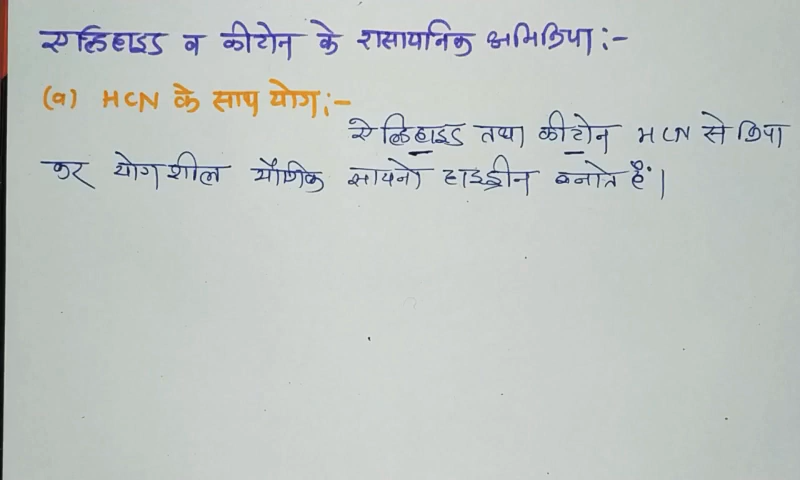 एल्डिहाइड व कीटोन के रासायनिक अभिक्रिया :-
(a) HCN के साथ योग :-
एल्डिहाइड तथा कीटोन HCN से क्रिया
कर योगशील यौगिक सायनो हाइड्रीन बनाते हैं।